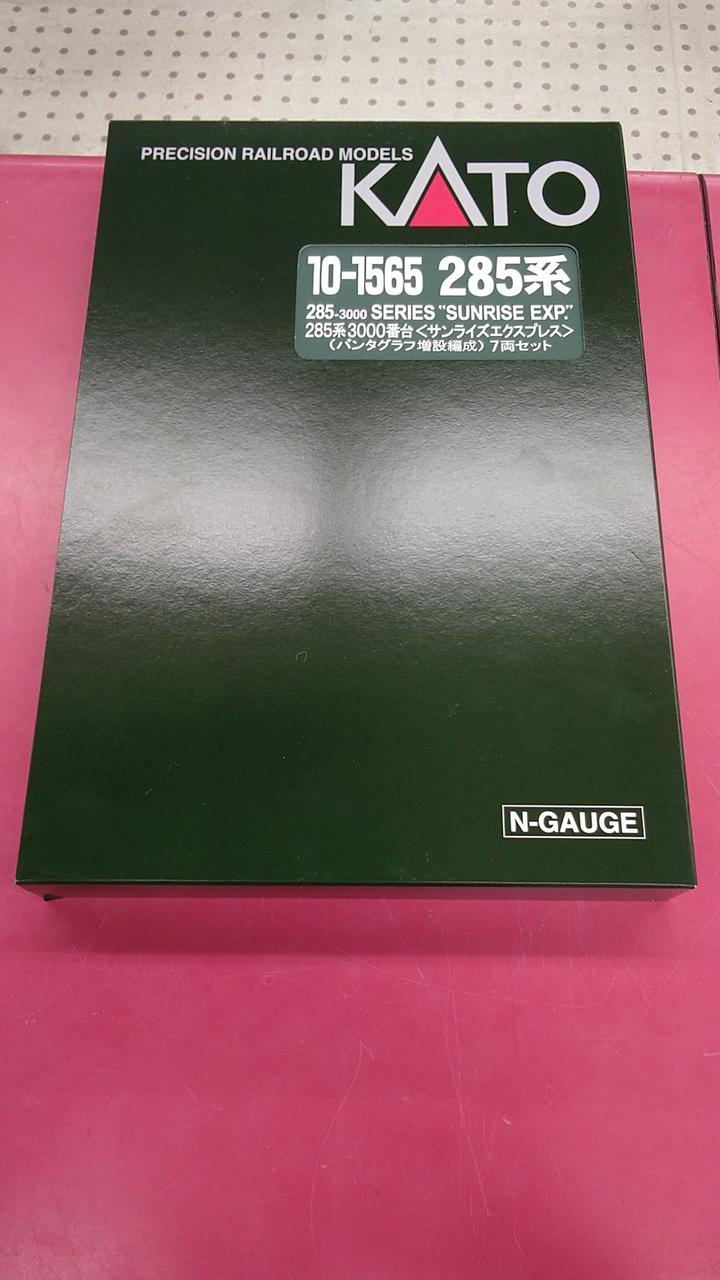 PRECISION RAILROAD MODELS
KATO
10-1565 285系
285-3000 SERIES "SUNRISE EXP."
285系3000番台<サンライズエクスプレス>
(パンタグラフ増設編成) 7両セット
N-GAUGE